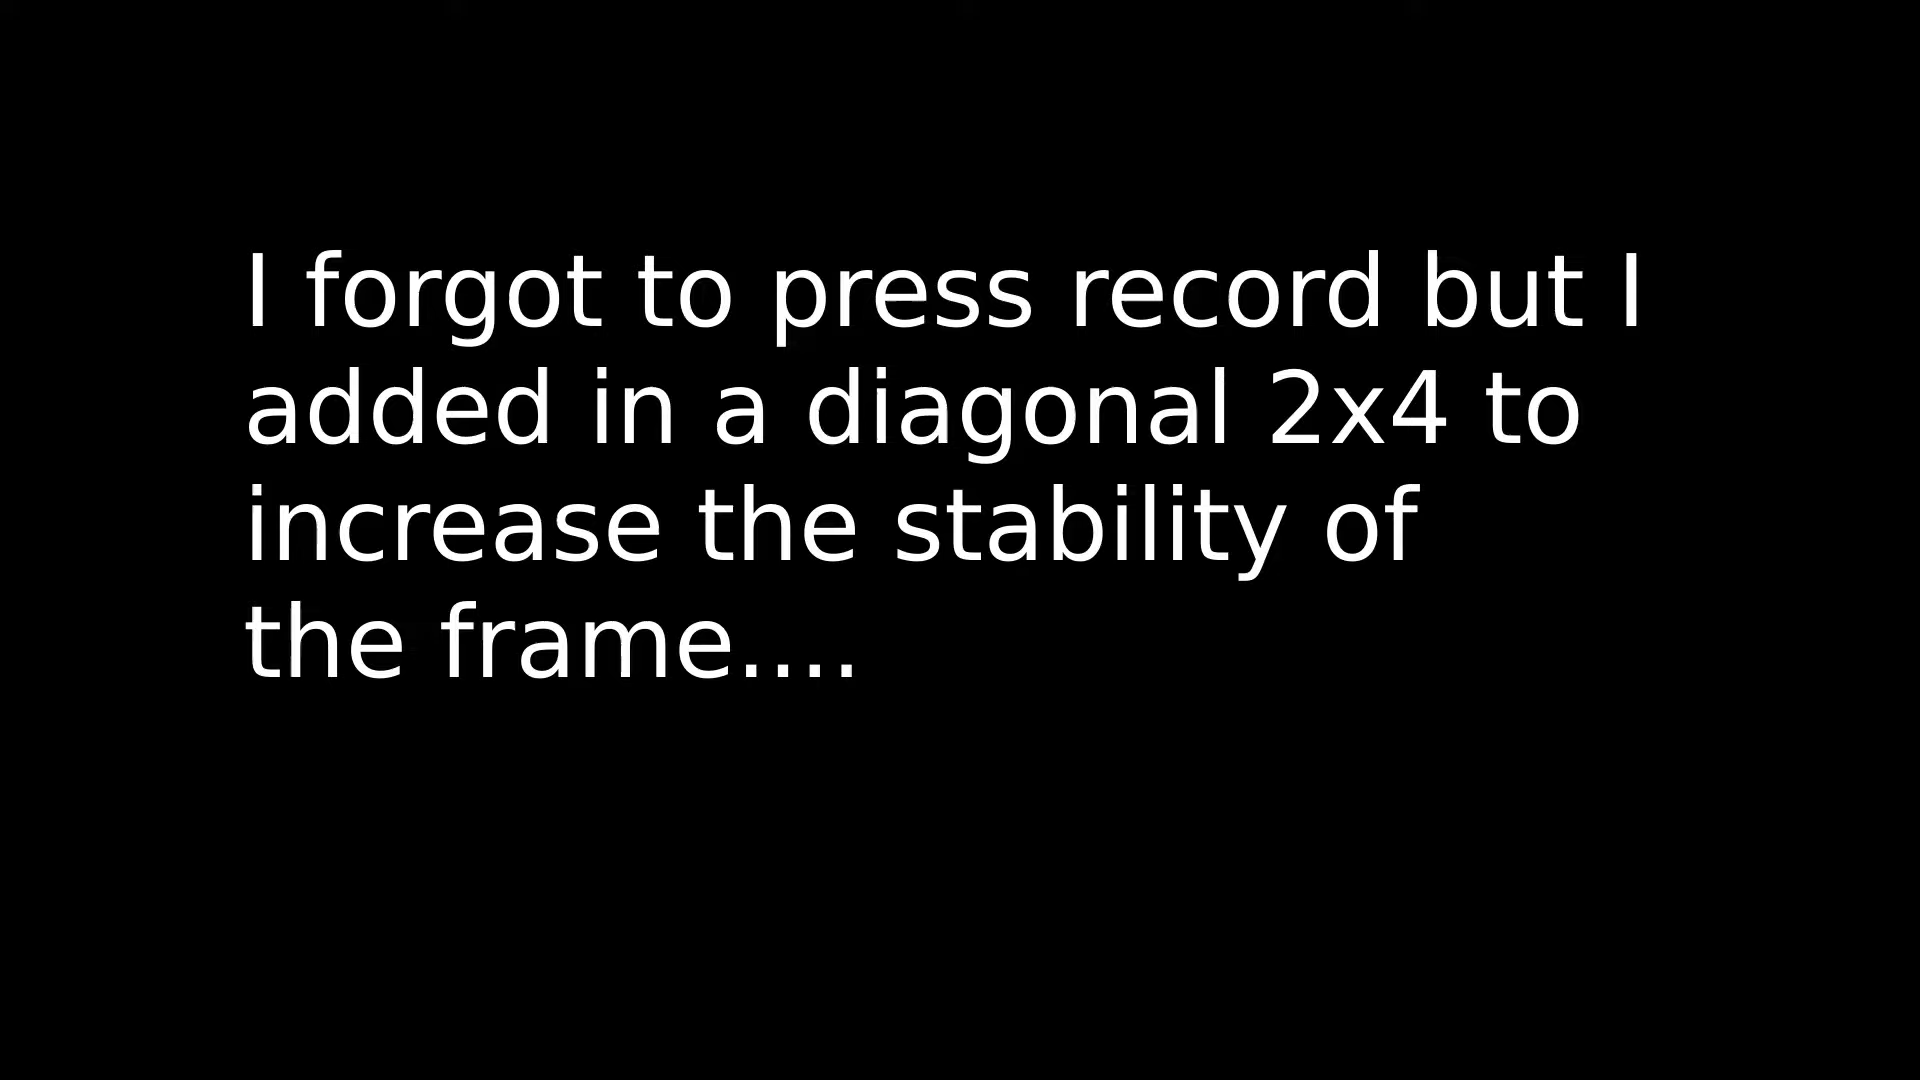 I forgot to press record but I
added in a diagonal 2x4 to
increase the stability of
the frame....